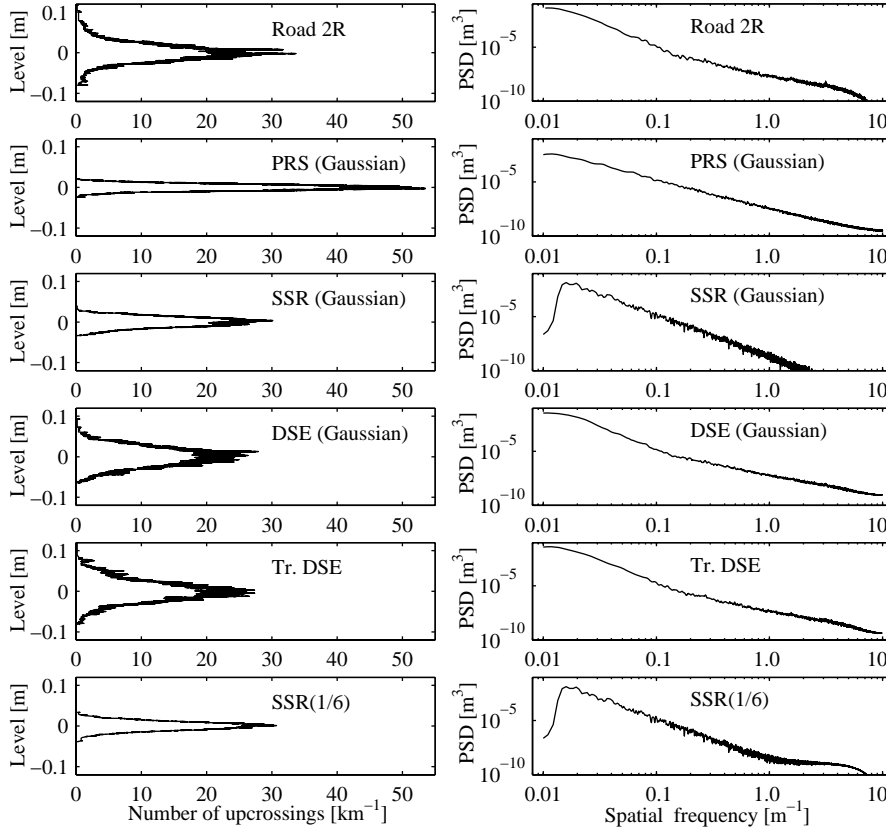 Level [m]
0.1
0
−0.1
Road 2R
0 10 20 30 40 50
PSD [m³]
10⁻⁵
10⁻¹⁰
Road 2R
0.01 0.1 1.0 10
Level [m]
0.1
0
−0.1
PRS (Gaussian)
0 10 20 30 40 50
PSD [m³]
10⁻⁵
10⁻¹⁰
PRS (Gaussian)
0.01 0.1 1.0 10
Level [m]
0.1
0
−0.1
SSR (Gaussian)
0 10 20 30 40 50
PSD [m³]
10⁻⁵
10⁻¹⁰
SSR (Gaussian)
0.01 0.1 1.0 10
Level [m]
0.1
0
−0.1
DSE (Gaussian)
0 10 20 30 40 50
PSD [m³]
10⁻⁵
10⁻¹⁰
DSE (Gaussian)
0.01 0.1 1.0 10
Level [m]
0.1
0
−0.1
Tr. DSE
0 10 20 30 40 50
PSD [m³]
10⁻⁵
10⁻¹⁰
Tr. DSE
0.01 0.1 1.0 10
Level [m]
0.1
0
−0.1
SSR(1/6)
0 10 20 30 40 50
Number of upcrossings [km⁻¹]
PSD [m³]
10⁻⁵
10⁻¹⁰
SSR(1/6)
0.01 0.1 1.0 10
Spatial frequency [m⁻¹]